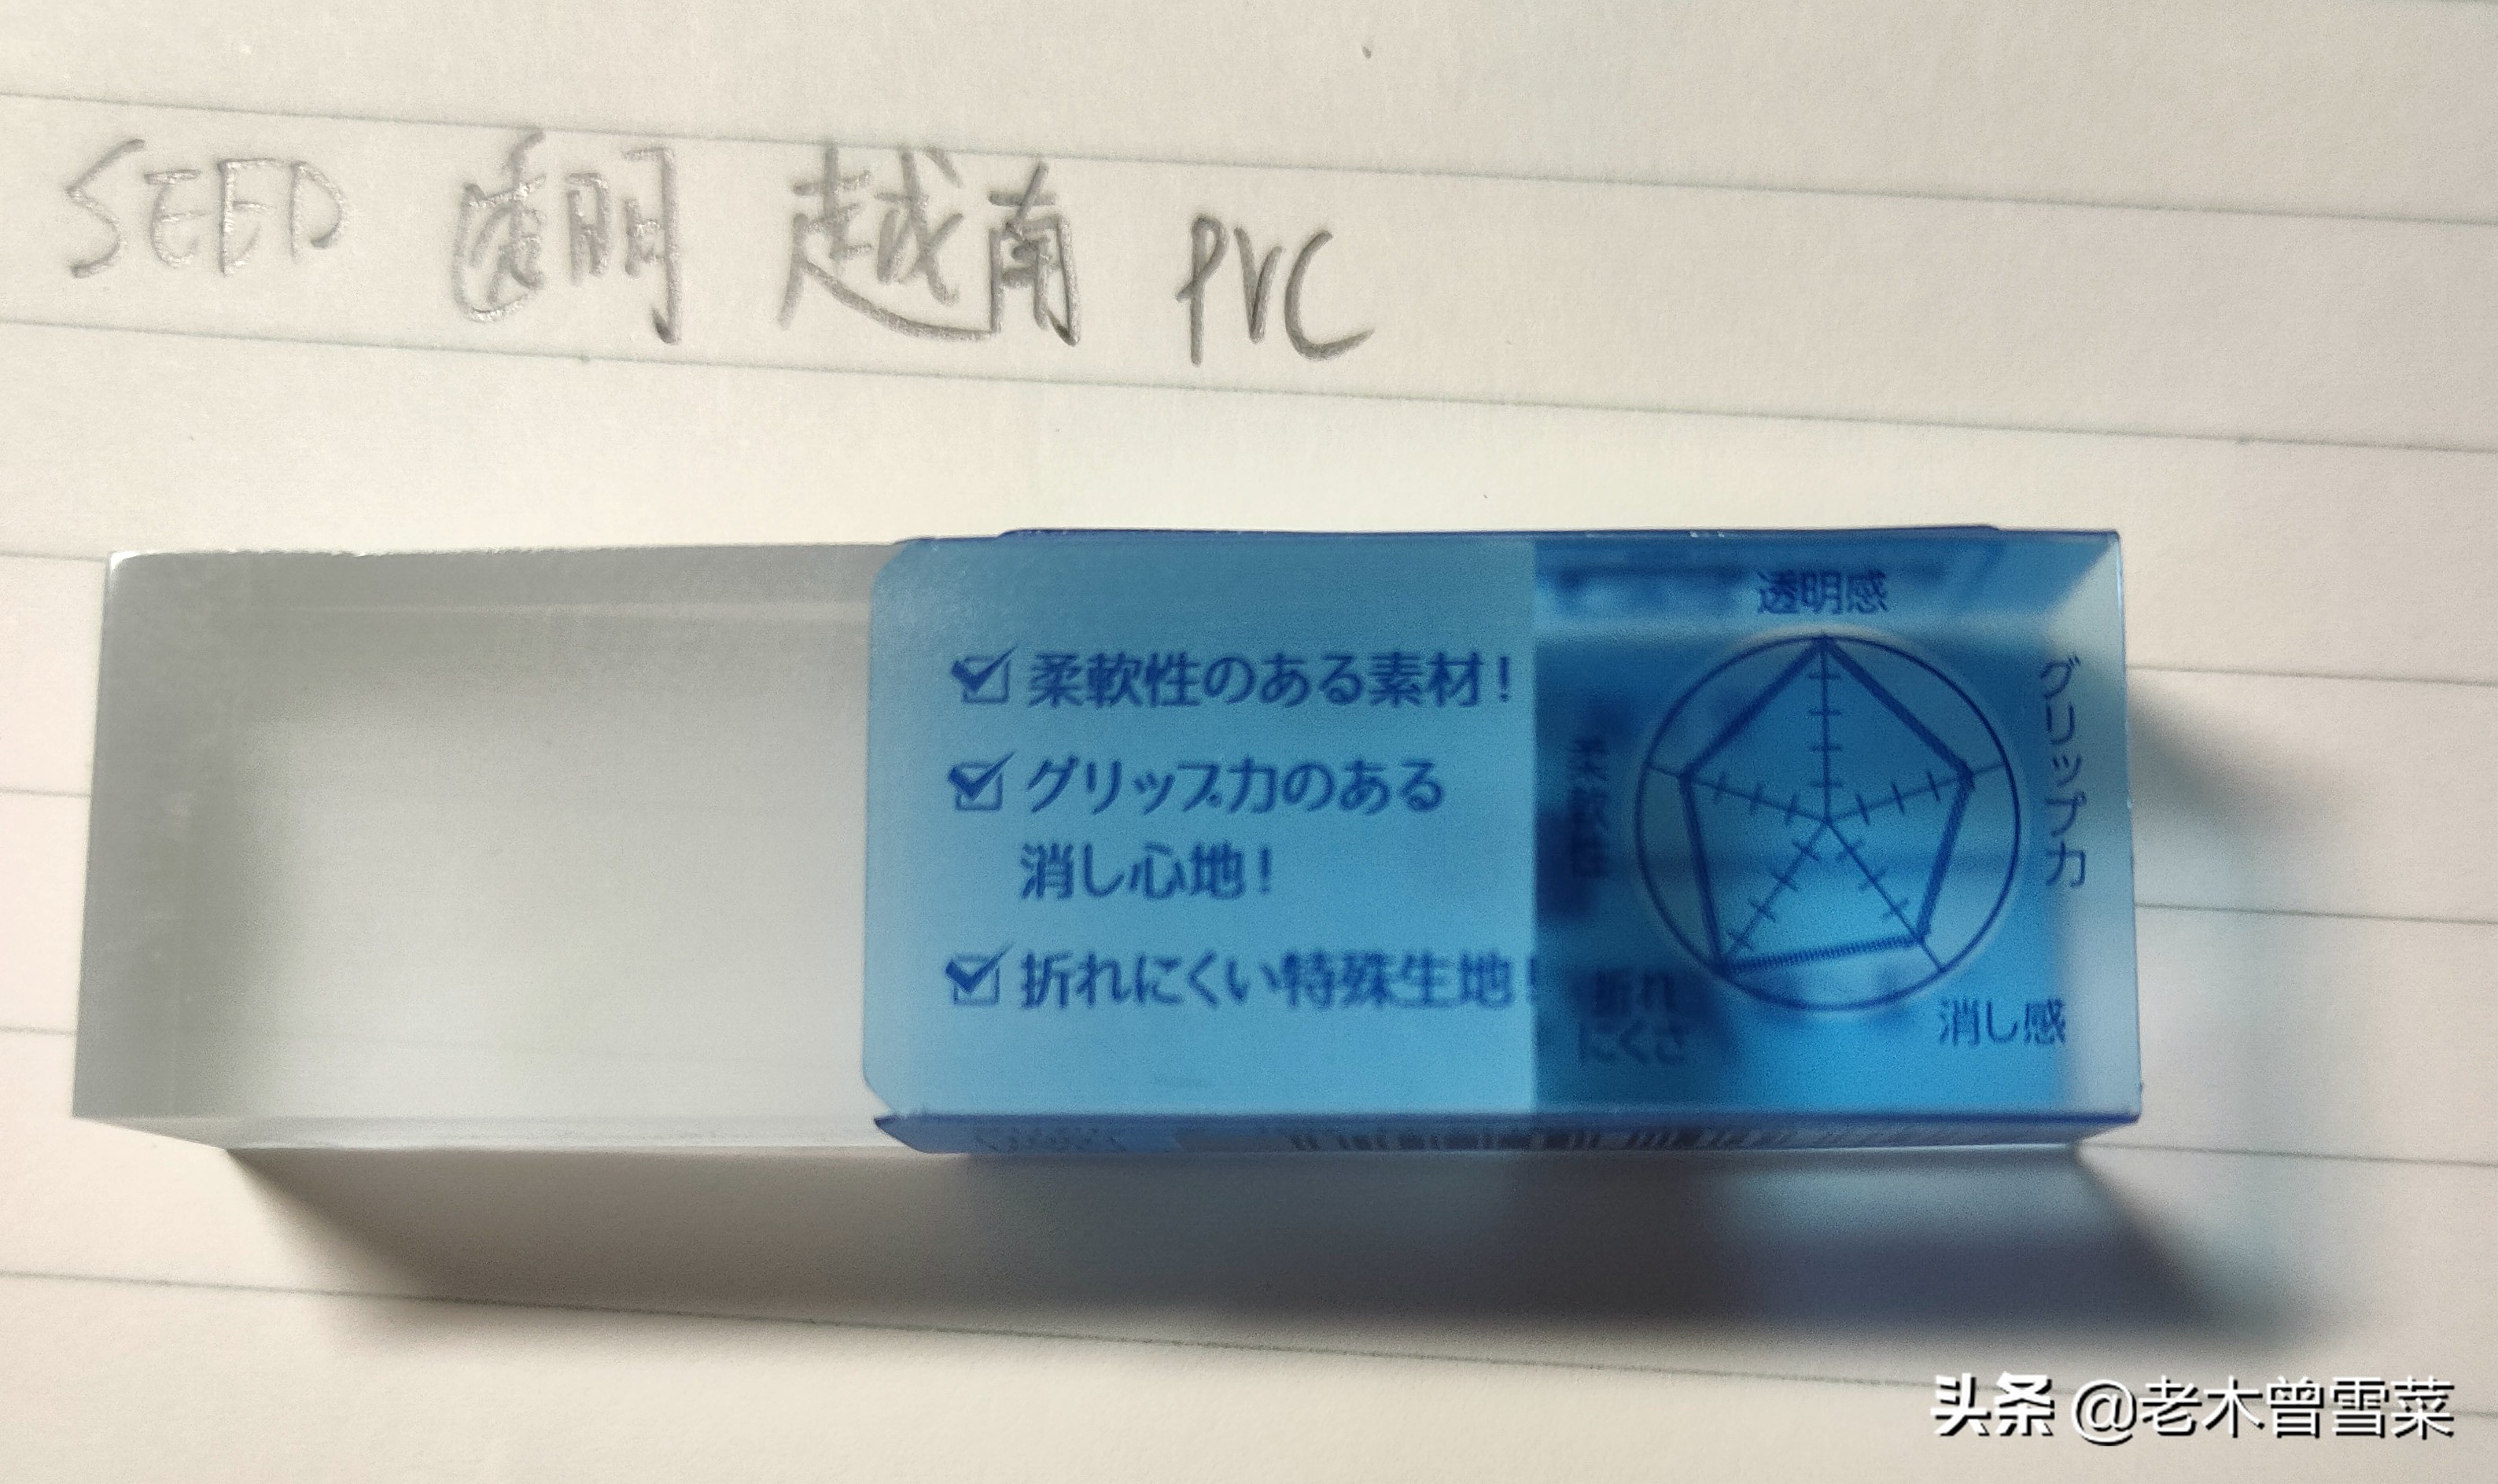 SEED 透明 越南 PVC
柔軟性のある素材!
グリップ力のある
消し心地!
折れにくい特殊生地!
透明感
グリップ力
柔軟性
折れ
にくさ
消し感
头条 @老木曾雪菜